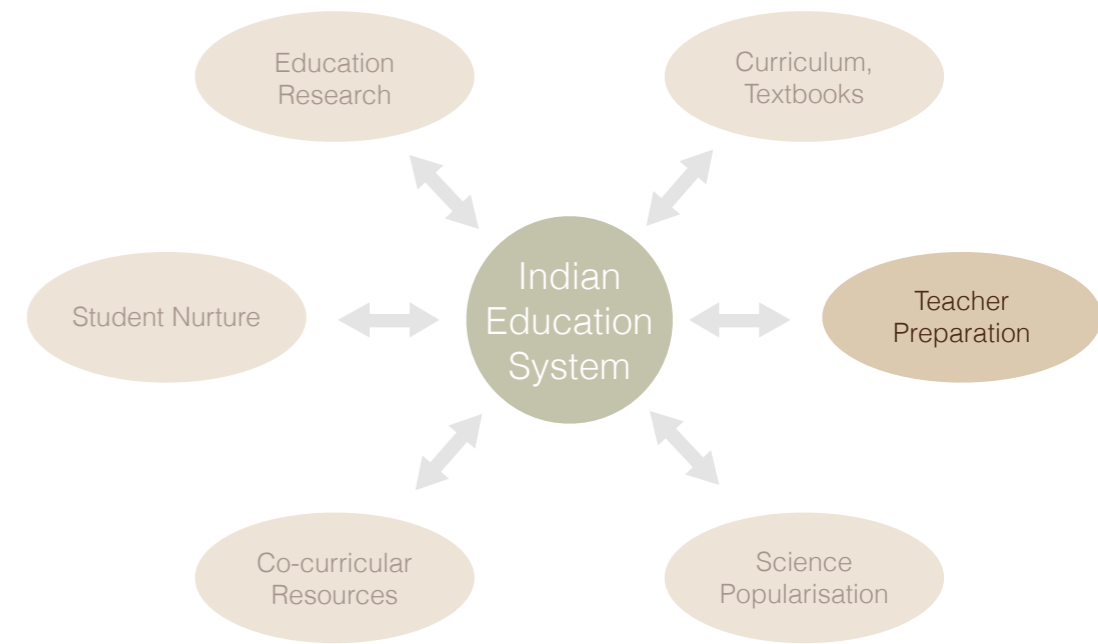 Education
Research
Curriculum,
Textbooks
Student Nurture
Indian
Education
System
Teacher
Preparation
Co-curricular
Resources
Science
Popularisation